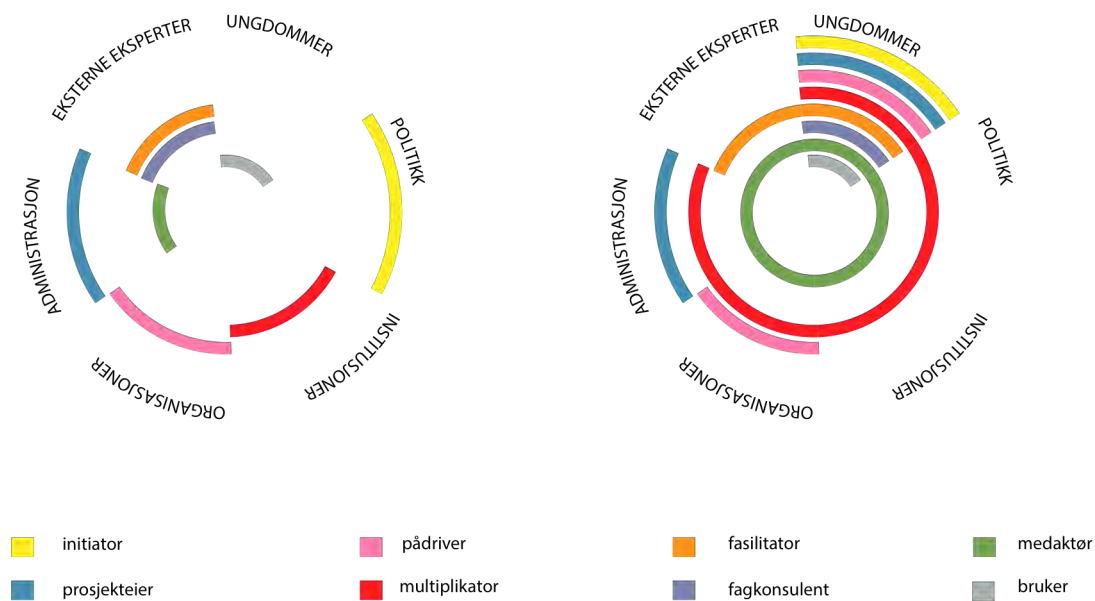 EKSTERNE EKSPERTER
UNGDOMMER
POLITIKK
INSTITUSJONER
ORGANISASJONER
ADMINISTRASJON
EKSTERNE EKSPERTER
UNGDOMMER
POLITIKK
INSTITUSJONER
ORGANISASJONER
ADMINISTRASJON
initiator
pådriver
fasilitator
medaktør
prosjekteier
multiplikator
fagkonsulent
bruker